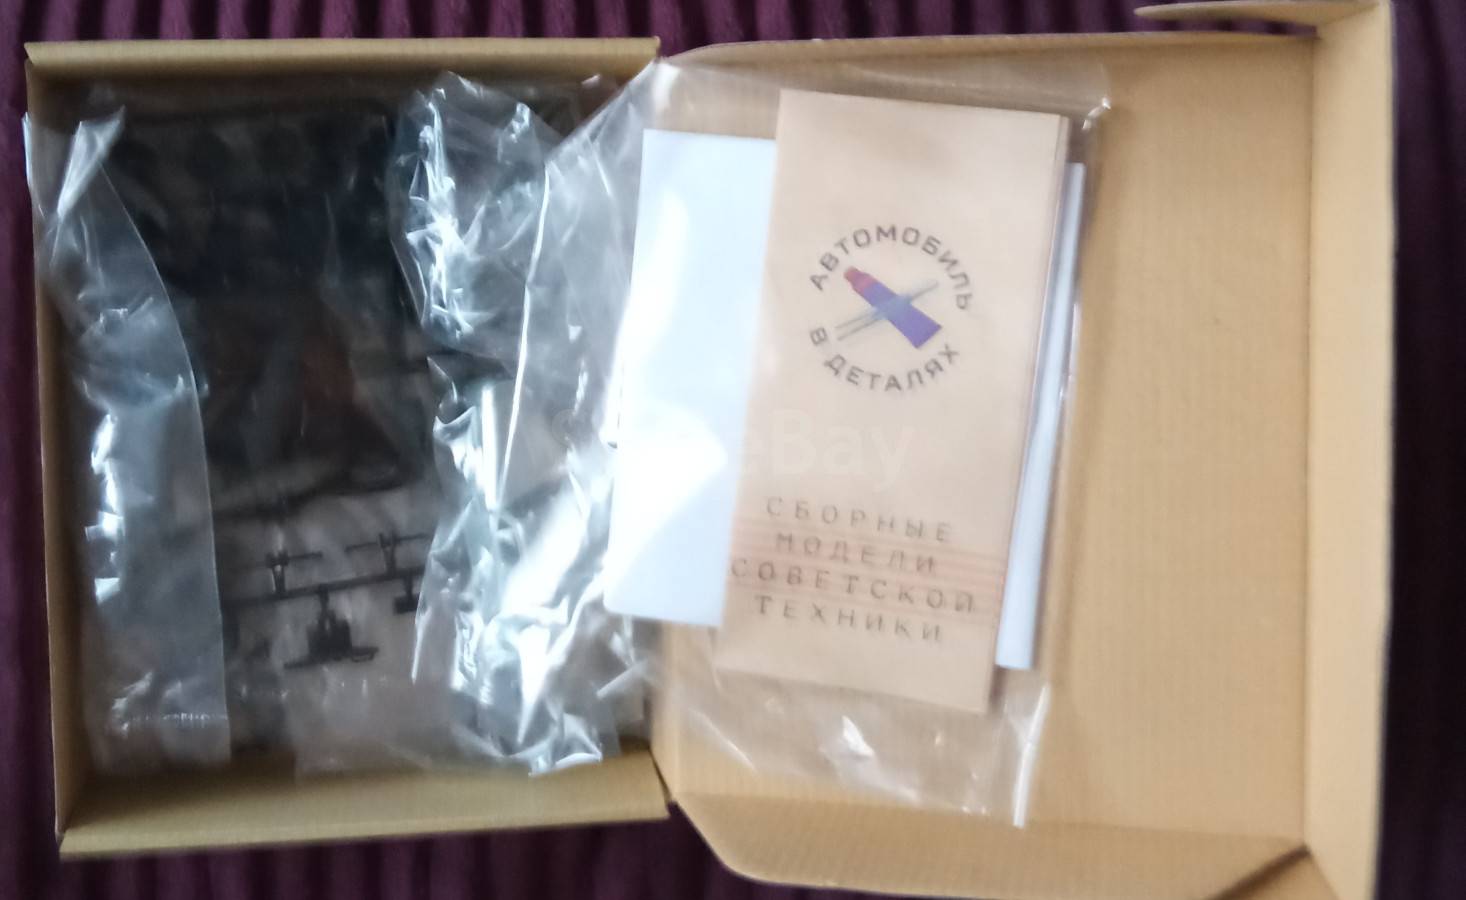 АВТОМОБИЛЬ
В ДЕТАЛЯХ
СБОРНЫЕ
МОДЕЛИ
СОВЕТСКОЙ
ТЕХНИКИ